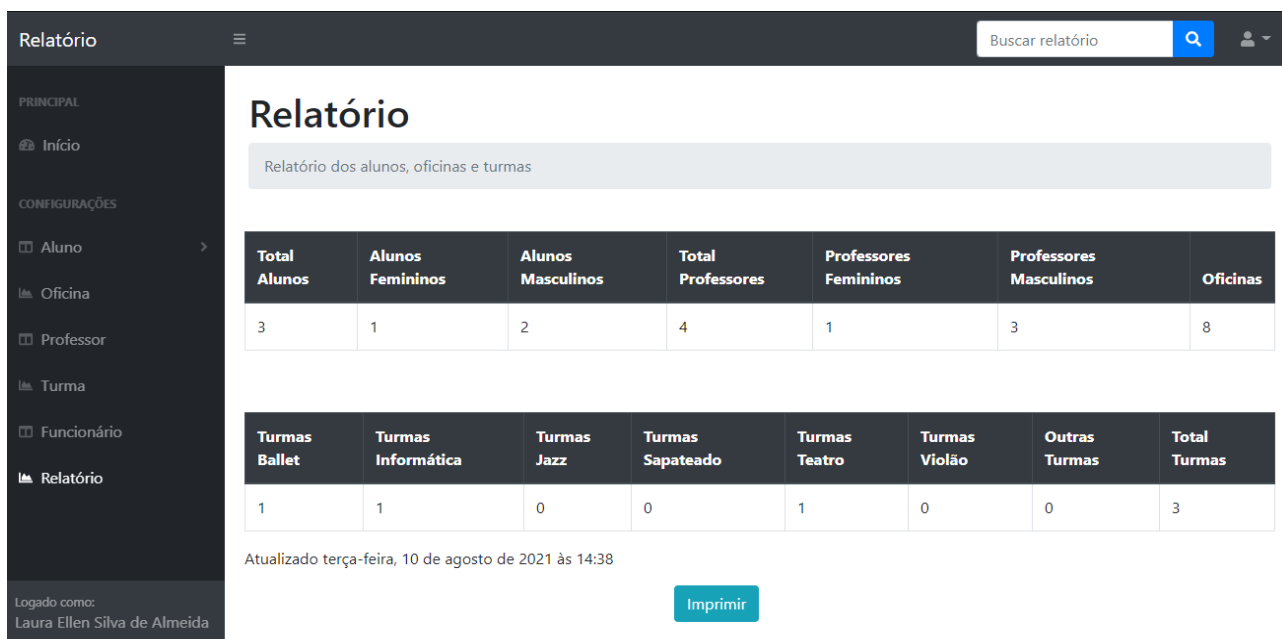 Relatório
Buscar relatório
PRINCIPAL
Início
CONFIGURAÇÕES
Aluno
Oficina
Professor
Turma
Funcionário
Relatório
Logado como:
Laura Ellen Silva de Almeida
Relatório
Relatório dos alunos, oficinas e turmas
Total Alunos Alunos Femininos Alunos Masculinos Total Professores Professores Femininos Professores Masculinos Oficinas
3 1 2 4 1 3 8
Turmas Ballet Turmas Informática Turmas Jazz Turmas Sapateado Turmas Teatro Turmas Violão Outras Turmas Total Turmas
1 1 0 0 1 0 0 3
Atualizado terça-feira, 10 de agosto de 2021 às 14:38
Imprimir